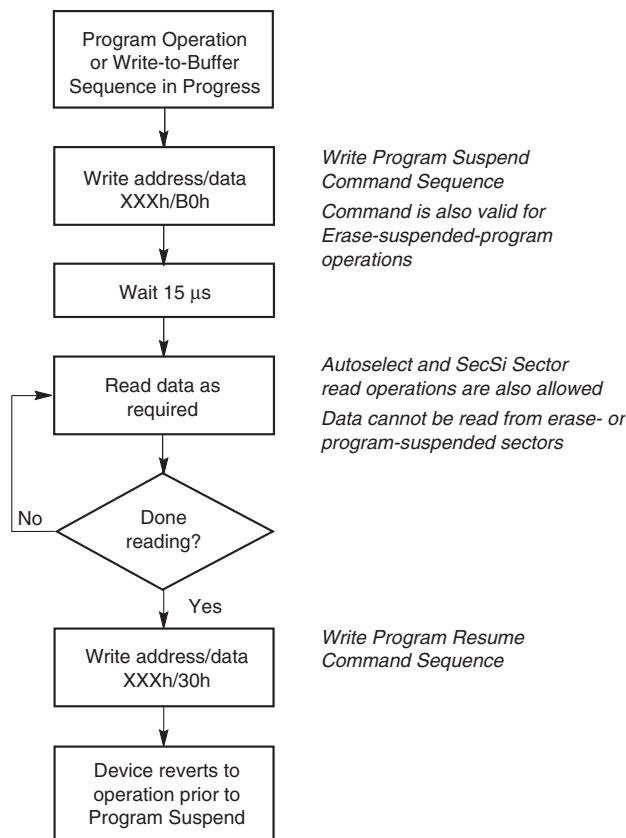 Program Operation
or Write-to-Buffer
Sequence in Progress
Write address/data
XXXh/B0h
Write Program Suspend
Command Sequence
Command is also valid for
Erase-suspended-program
operations
Wait 15 μs
Read data as
required
Autoselect and SecSi Sector
read operations are also allowed
Data cannot be read from erase- or
program-suspended sectors
No
Done
reading?
Yes
Write address/data
XXXh/30h
Write Program Resume
Command Sequence
Device reverts to
operation prior to
Program Suspend